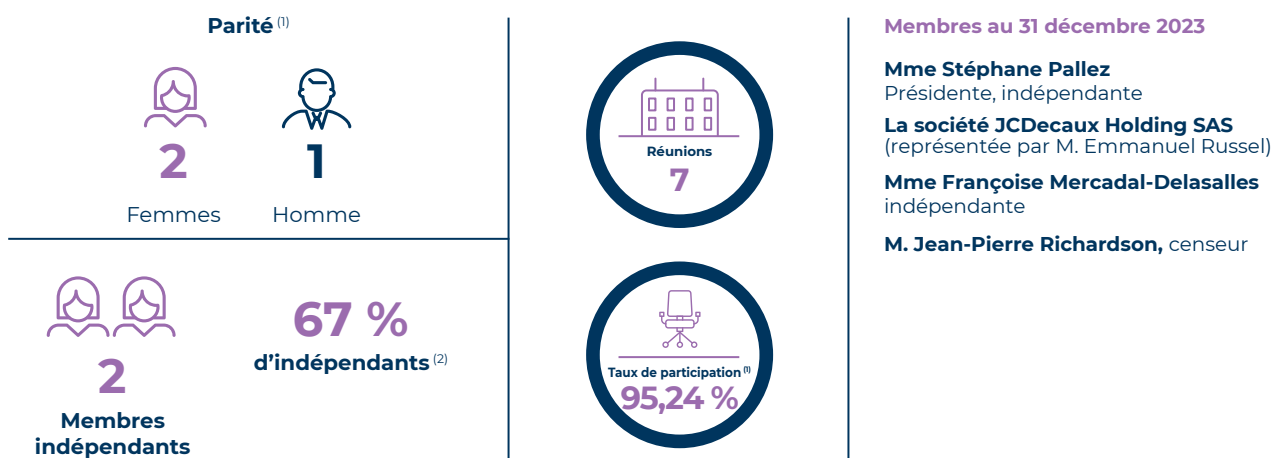 Parité (1)
2
Femmes
1
Homme
2
Membres
indépendants
67 %
d'indépendants (2)
Réunions
7
Taux de participation (1)
95,24 %
Membres au 31 décembre 2023
Mme Stéphane Pallez
Présidente, indépendante
La société JCDecaux Holding SAS
(représentée par M. Emmanuel Russel)
Mme Françoise Mercadal-Delasalles
indépendante
M. Jean-Pierre Richardson, censeur